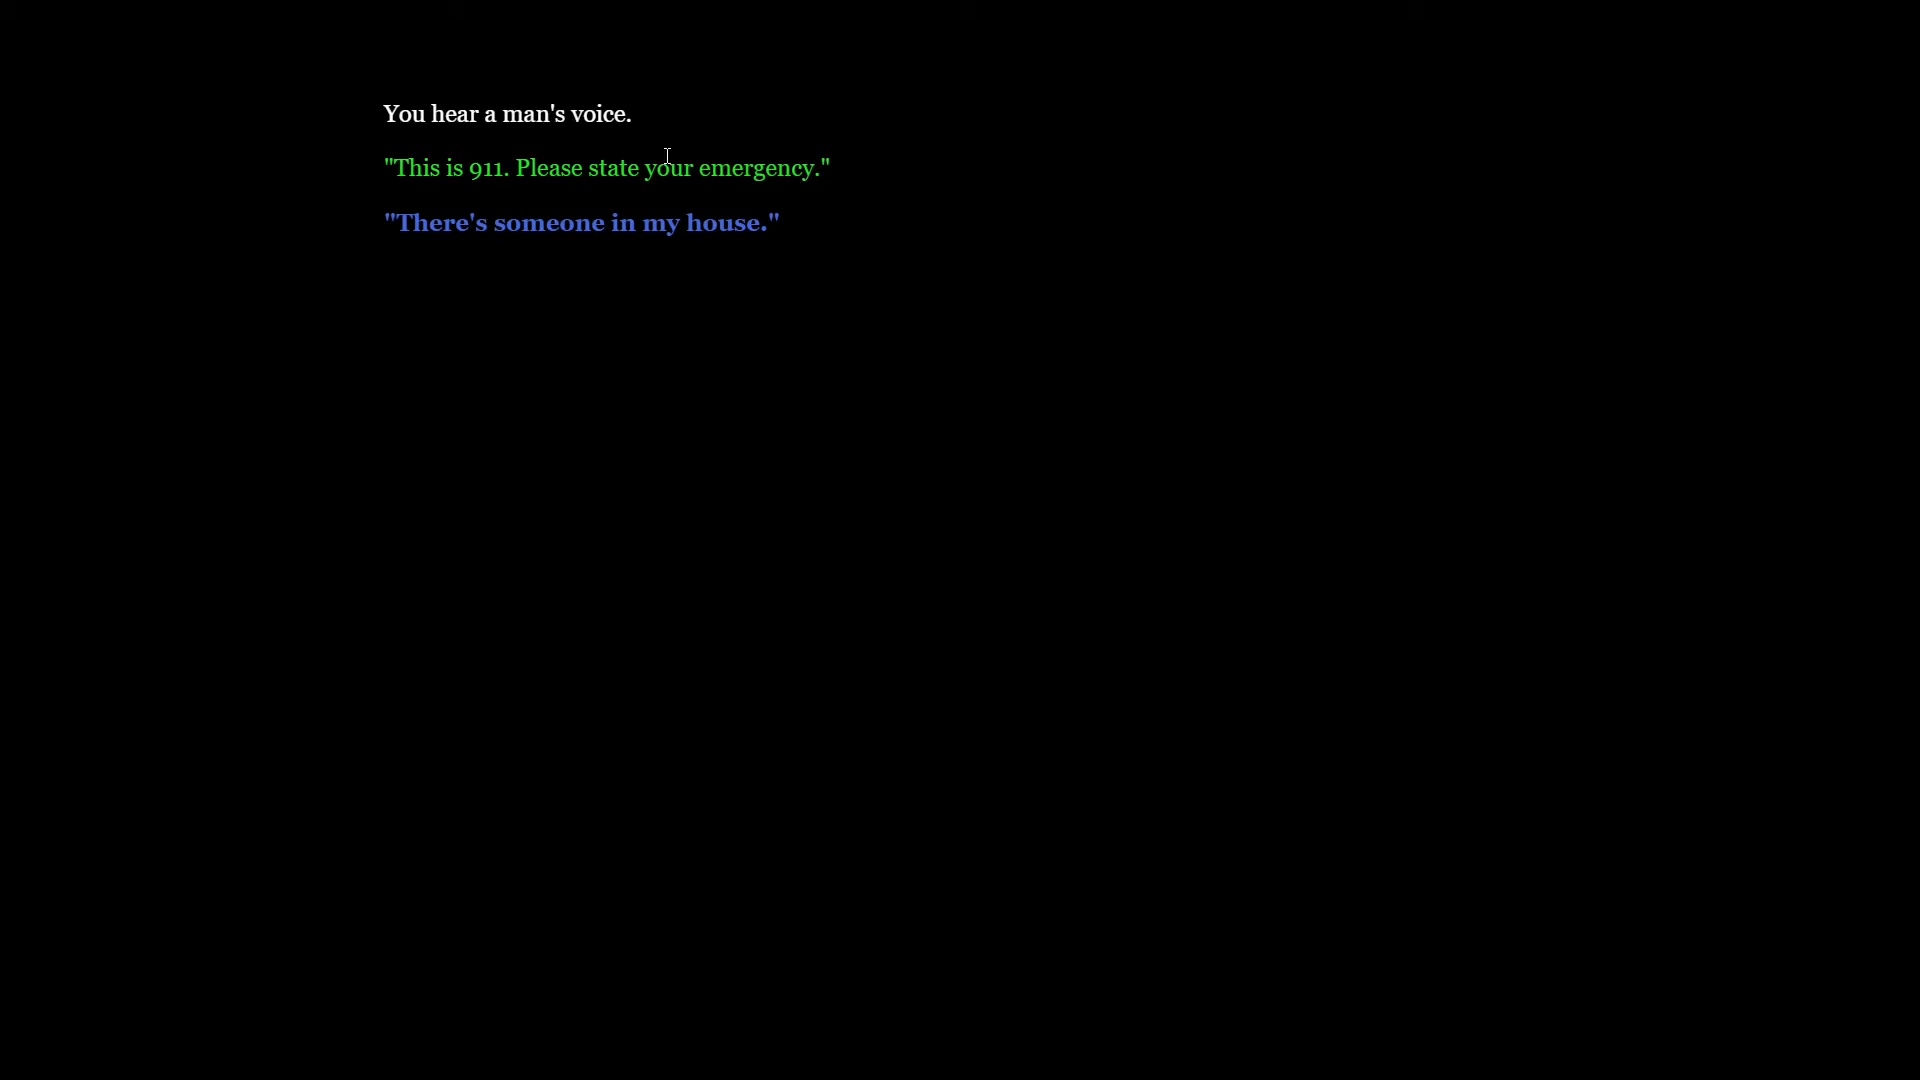 You hear a man's voice.
"This is 911. Please state your emergency."
"There's someone in my house."